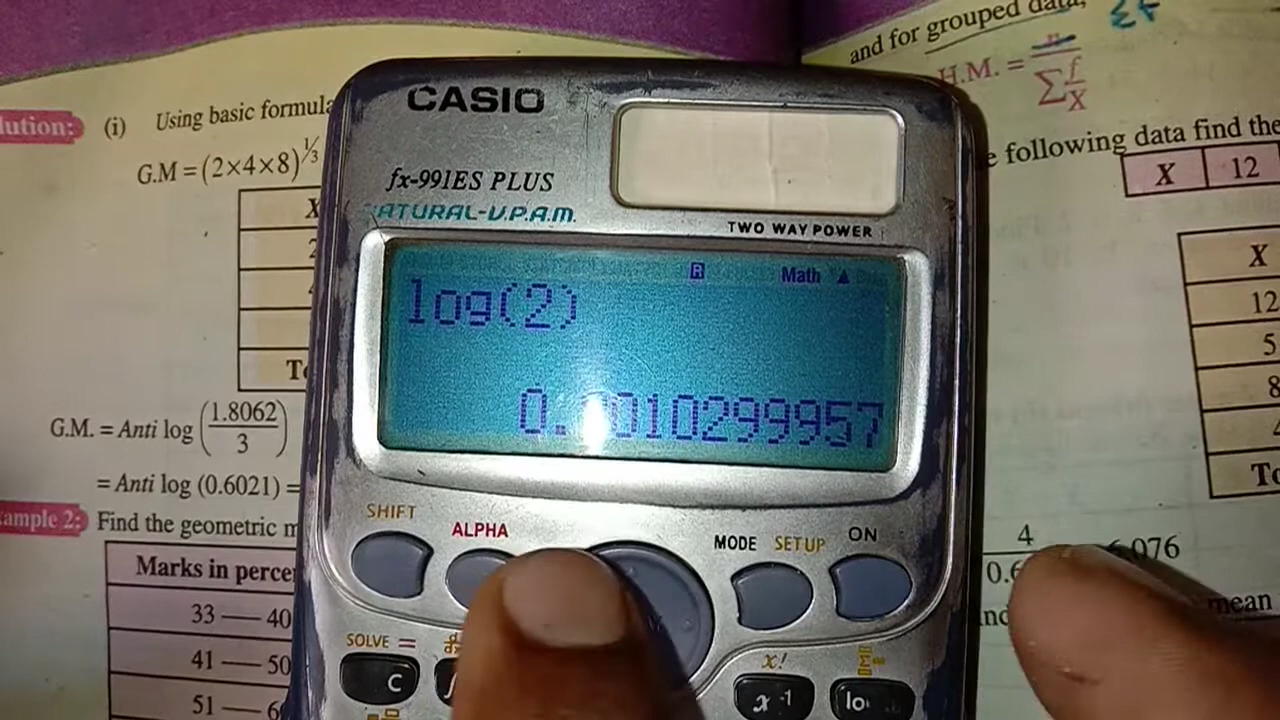 and for grouped data,
Σf
H.M. = n / Σ f/X
lution: (i) Using basic formula
G.M = (2×4×8)^⅓
X
G.M. = Anti log (1.8062 / 3)
= Anti log (0.6021) =
ample 2: Find the geometric m
Marks in percen
33 — 40
41 — 50
51 — 6
CASIO
fx-991ES PLUS
NATURAL-V.P.A.M.
TWO WAY POWER
R Math ▲
log(2)
0. 010299957
SHIFT
ALPHA
MODE SETUP
ON
SOLVE =
C
x!
x⁻¹
e following data find the
X 12
X
12
5
8
4
To
4
6.076
mean